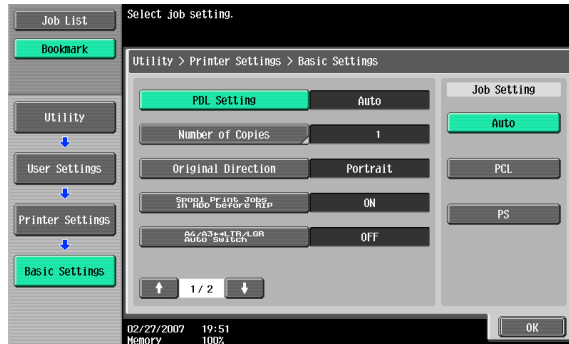 Job List
Bookmark
Utility
User Settings
Printer Settings
Basic Settings
Select job setting.
Utility > Printer Settings > Basic Settings
PDL Setting
Auto
Number of Copies
1
Original Direction
Portrait
Spool Print Jobs
in HDD before RIP
ON
A4/A3↔LTR/LGR
Auto Switch
OFF
1/ 2
Job Setting
Auto
PCL
PS
02/27/2007 19:51
Memory 100%
OK